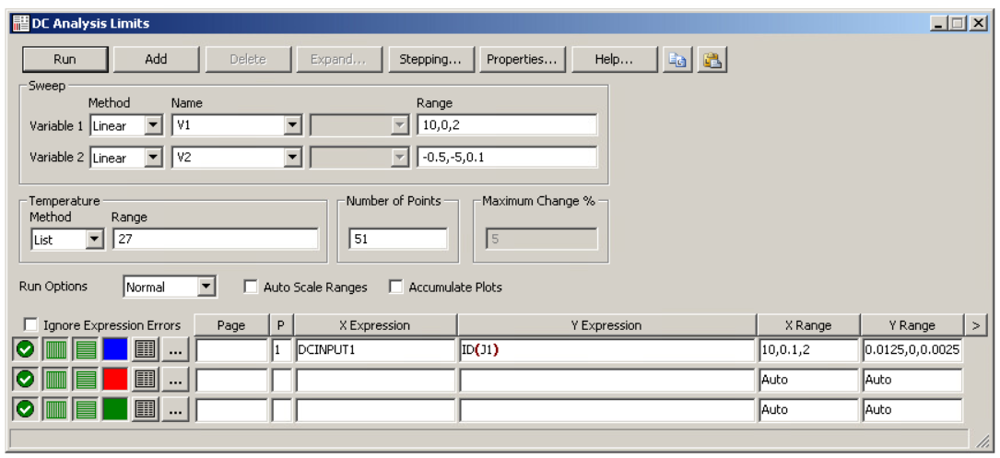 DC Analysis Limits
Run Add Delete Expand... Stepping... Properties... Help...
Sweep
Method Name Range
Variable 1 Linear V1 10,0,2
Variable 2 Linear V2 -0.5,-5,0.1
Temperature Number of Points Maximum Change %
Method Range
List 27 51 5
Run Options Normal Auto Scale Ranges Accumulate Plots
Ignore Expression Errors Page P X Expression Y Expression X Range Y Range >
... 1 DCINPUT1 ID(J1) 10,0.1,2 0.0125,0,0.0025
... Auto Auto
... Auto Auto